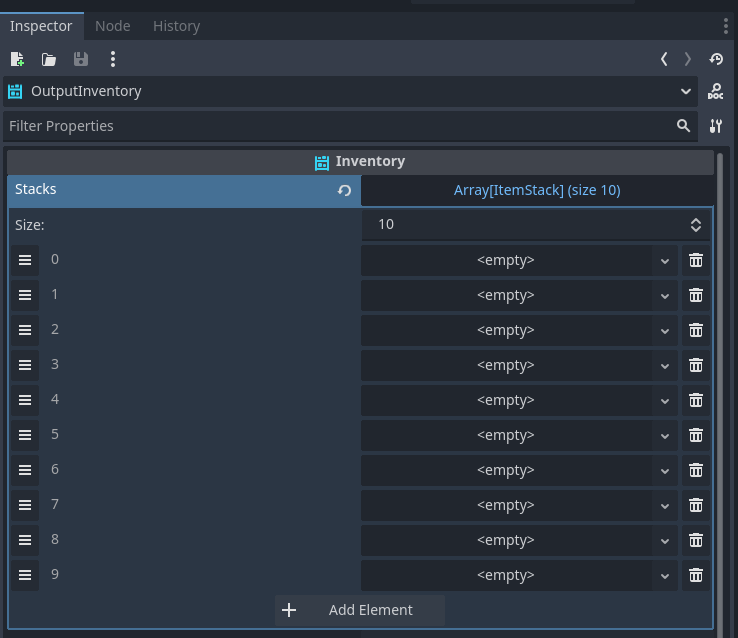 Inspector Node History
OutputInventory
DOC
Filter Properties
Inventory
Stacks Array[ItemStack] (size 10)
Size: 10
0 <empty>
1 <empty>
2 <empty>
3 <empty>
4 <empty>
5 <empty>
6 <empty>
7 <empty>
8 <empty>
9 <empty>
Add Element